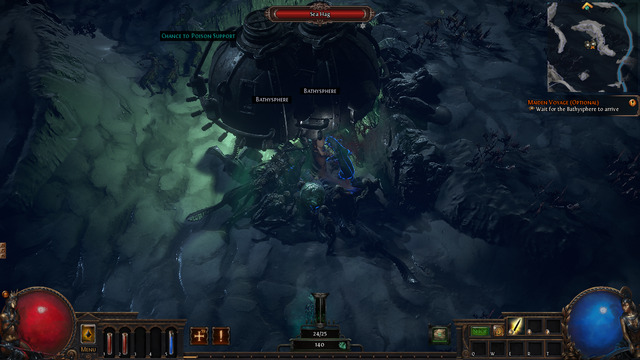 Sea Hag
Chance to Poison Support
Bathysphere
Bathysphere
Maiden Voyage (Optional)
Wait for the Bathysphere to arrive
Menu
24/25
140
Q W E R T